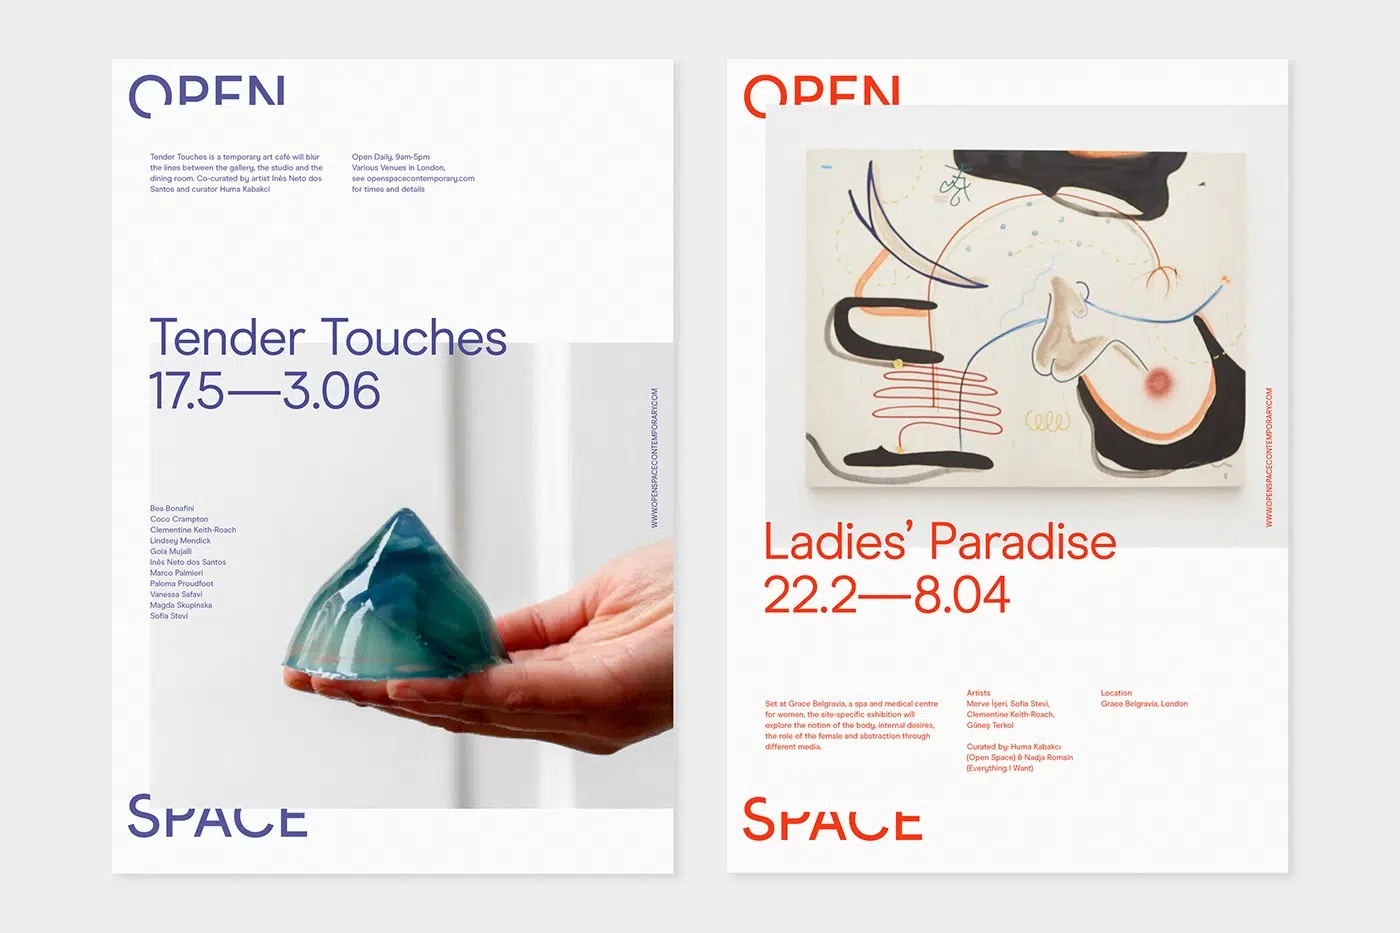 OPEN
Tender Touches is a temporary art café will blur
the lines between the gallery, the studio and the
dining room. Co-curated by artist Inês Neto dos
Santos and curator Huma Kabakcı
Open Daily, 9am-5pm
Various Venues in London,
see openspacecontemporary.com
for times and details
Tender Touches
17.5—3.06
WWW.OPENSPACECONTEMPORARY.COM
Bea Bonafini
Coco Crampton
Clementine Keith-Roach
Lindsey Mendick
Goia Mujalli
Inês Neto dos Santos
Marco Palmieri
Paloma Proudfoot
Vanessa Safavi
Magda Skupinska
Sofia Stevi
SPACE
OPEN
WWW.OPENSPACECONTEMPORARY.COM
Ladies’ Paradise
22.2—8.04
Set at Grace Belgravia, a spa and medical centre
for women, the site-specific exhibition will
explore the notion of the body, internal desires,
the role of the female and abstraction through
different media.
Artists
Merve İşeri, Sofia Stevi,
Clementine Keith-Roach,
Güneş Terkol
Curated by: Huma Kabakcı
(Open Space) & Nadja Romain
(Everything I Want)
Location
Grace Belgravia, London
SPACE